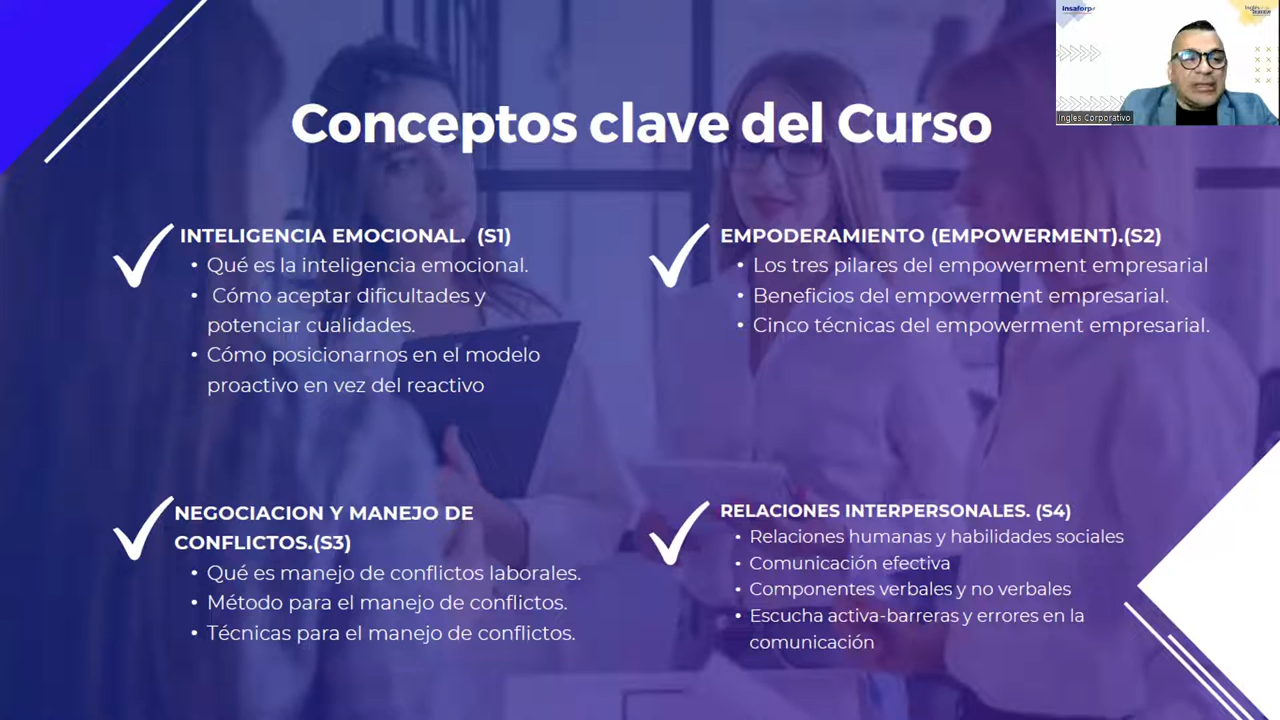 Conceptos clave del Curso
INTELIGENCIA EMOCIONAL. (S1)
• Qué es la inteligencia emocional.
• Cómo aceptar dificultades y
potenciar cualidades.
• Cómo posicionarnos en el modelo
proactivo en vez del reactivo
EMPODERAMIENTO (EMPOWERMENT).(S2)
• Los tres pilares del empowerment empresarial
• Beneficios del empowerment empresarial.
• Cinco técnicas del empowerment empresarial.
NEGOCIACION Y MANEJO DE
CONFLICTOS.(S3)
• Qué es manejo de conflictos laborales.
• Método para el manejo de conflictos.
• Técnicas para el manejo de conflictos.
RELACIONES INTERPERSONALES. (S4)
• Relaciones humanas y habilidades sociales
• Comunicación efectiva
• Componentes verbales y no verbales
• Escucha activa-barreras y errores en la
comunicación
Insaforp
Ingles Corporativo